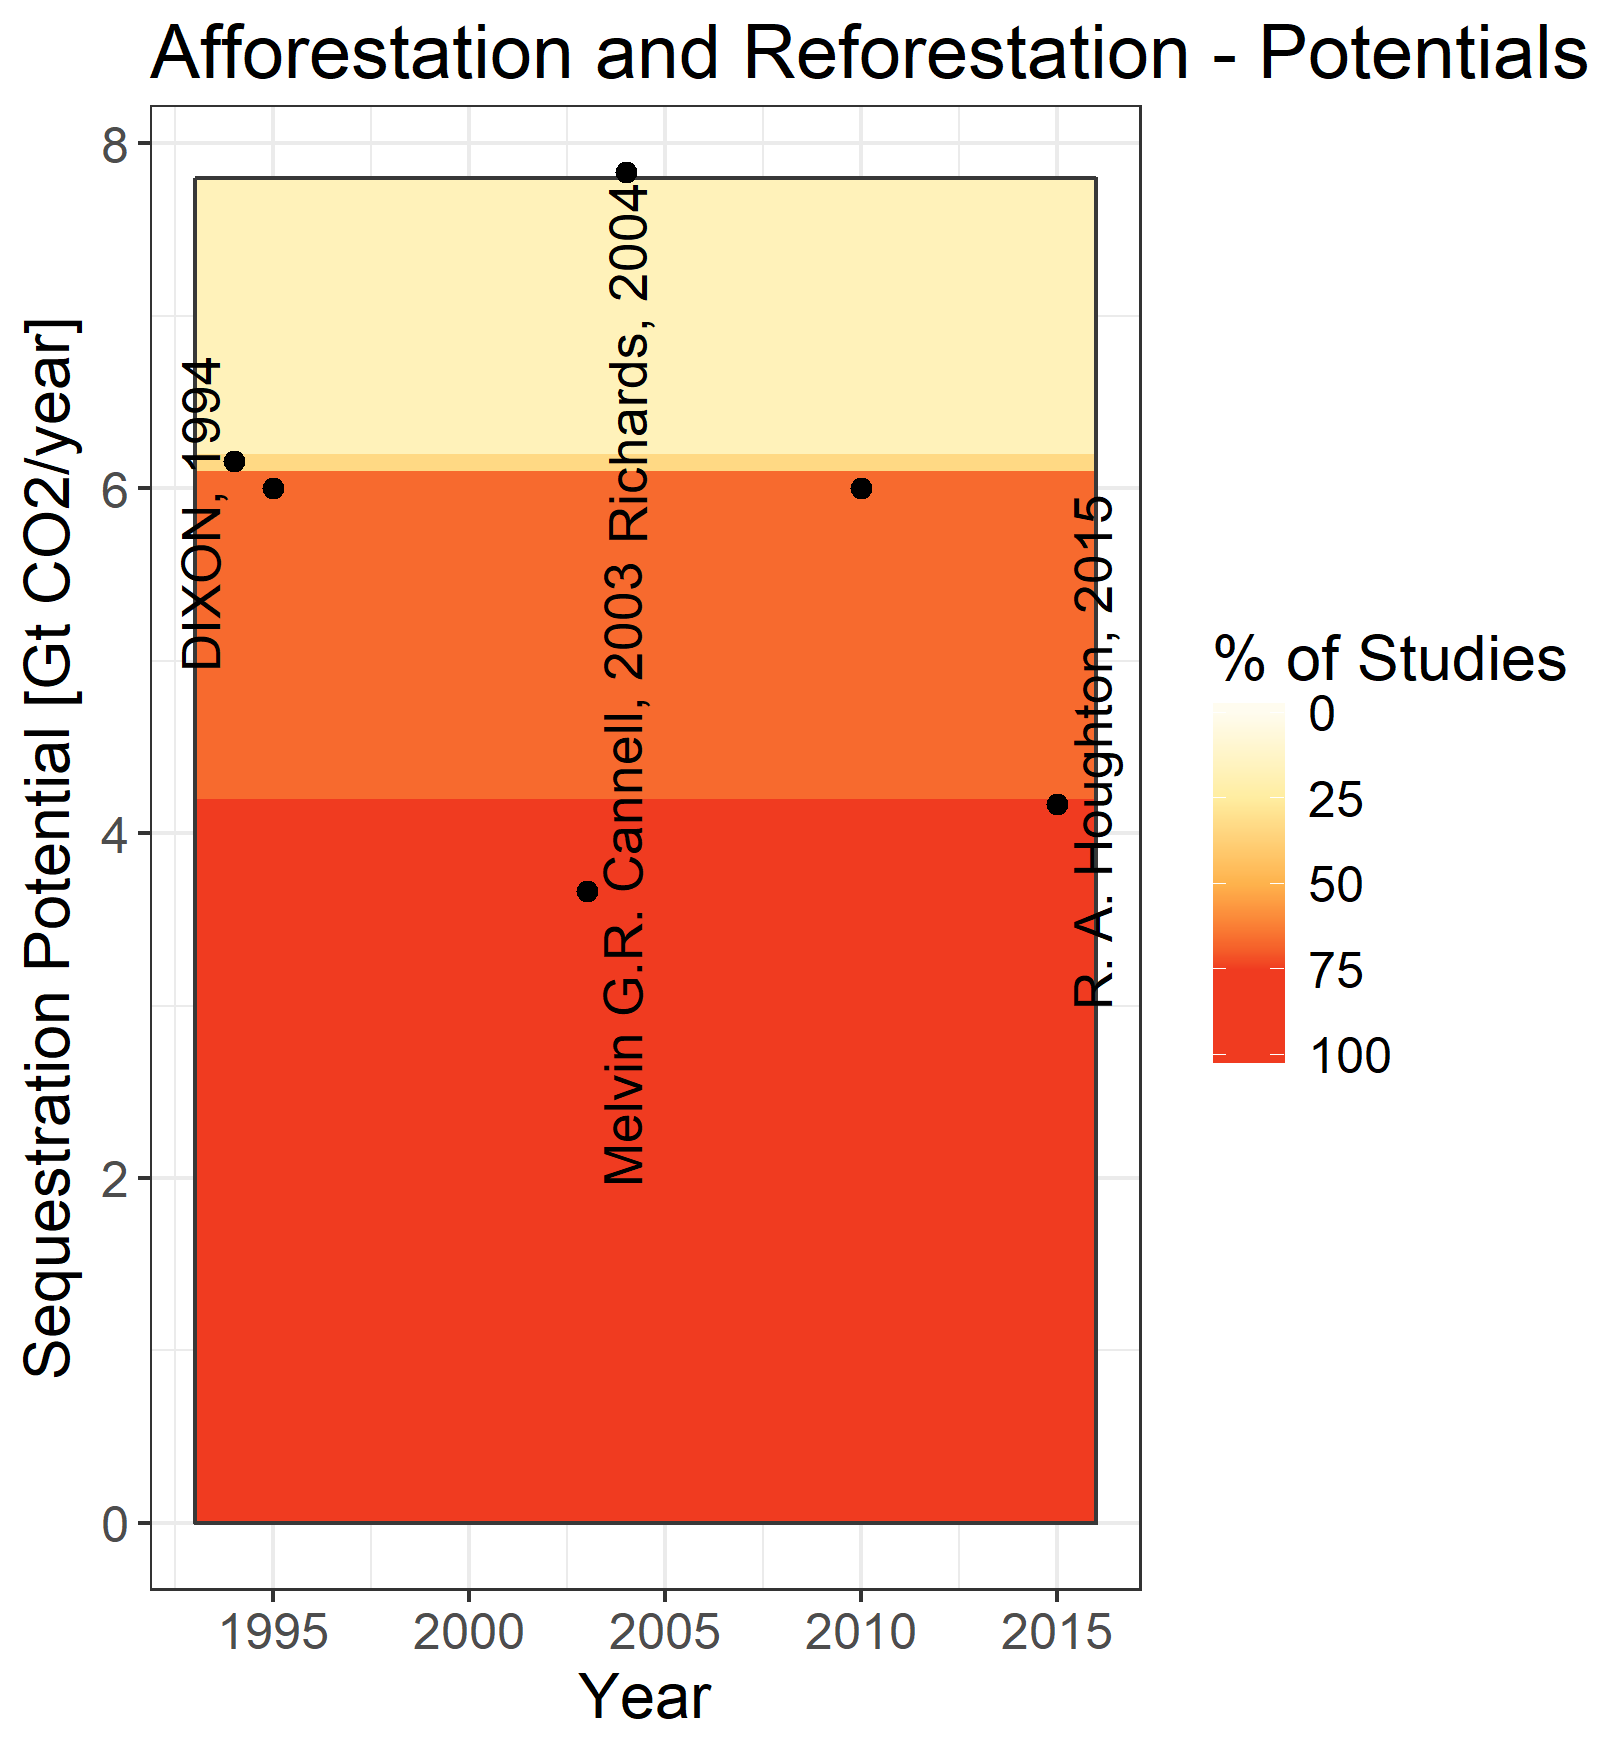 Afforestation and Reforestation - Potentials
Sequestration Potential [Gt CO2/year]
8
6
4
2
0
DIXON, 1994
Melvin G.R. Cannell, 2003
Richards, 2004
R. A. Houghton, 2015
1995
2000
2005
2010
2015
Year
% of Studies
0
25
50
75
100